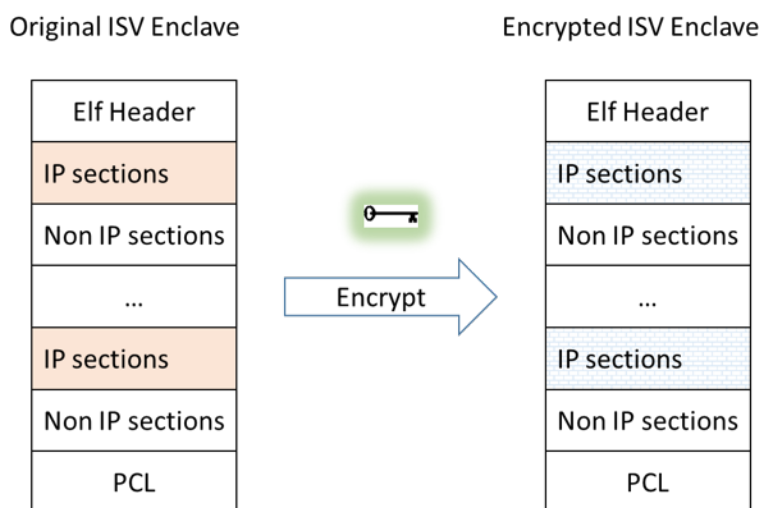 Original ISV Enclave
Encrypted ISV Enclave
Elf Header
IP sections
Non IP sections
...
IP sections
Non IP sections
PCL
Encrypt
Elf Header
IP sections
Non IP sections
...
IP sections
Non IP sections
PCL